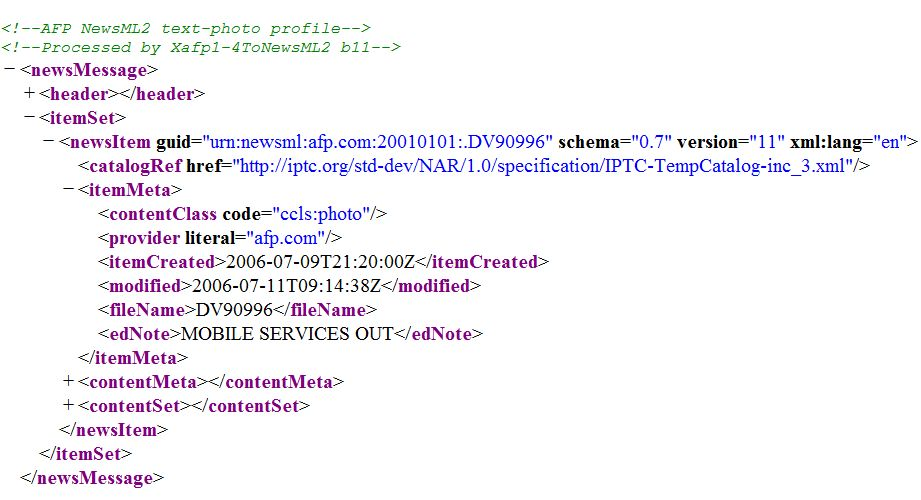 <!--AFP NewsML2 text-photo profile-->
<!--Processed by Xafp1-4ToNewsML2 b11-->
− <newsMessage>
+ <header></header>
− <itemSet>
− <newsItem guid="urn:newsml:afp.com:20010101:.DV90996" schema="0.7" version="11" xml:lang="en">
<catalogRef href="http://iptc.org/std-dev/NAR/1.0/specification/IPTC-TempCatalog-inc_3.xml"/>
− <itemMeta>
<contentClass code="ccls:photo"/>
<provider literal="afp.com"/>
<itemCreated>2006-07-09T21:20:00Z</itemCreated>
<modified>2006-07-11T09:14:38Z</modified>
<fileName>DV90996</fileName>
<edNote>MOBILE SERVICES OUT</edNote>
</itemMeta>
+ <contentMeta></contentMeta>
+ <contentSet></contentSet>
</newsItem>
</itemSet>
</newsMessage>